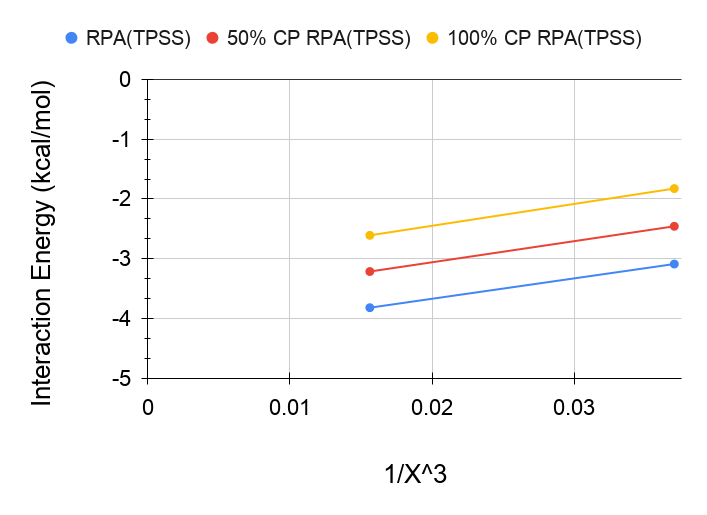 RPA(TPSS) 50% CP RPA(TPSS) 100% CP RPA(TPSS)
Interaction Energy (kcal/mol)
0
-1
-2
-3
-4
-5
0 0.01 0.02 0.03
1/X^3